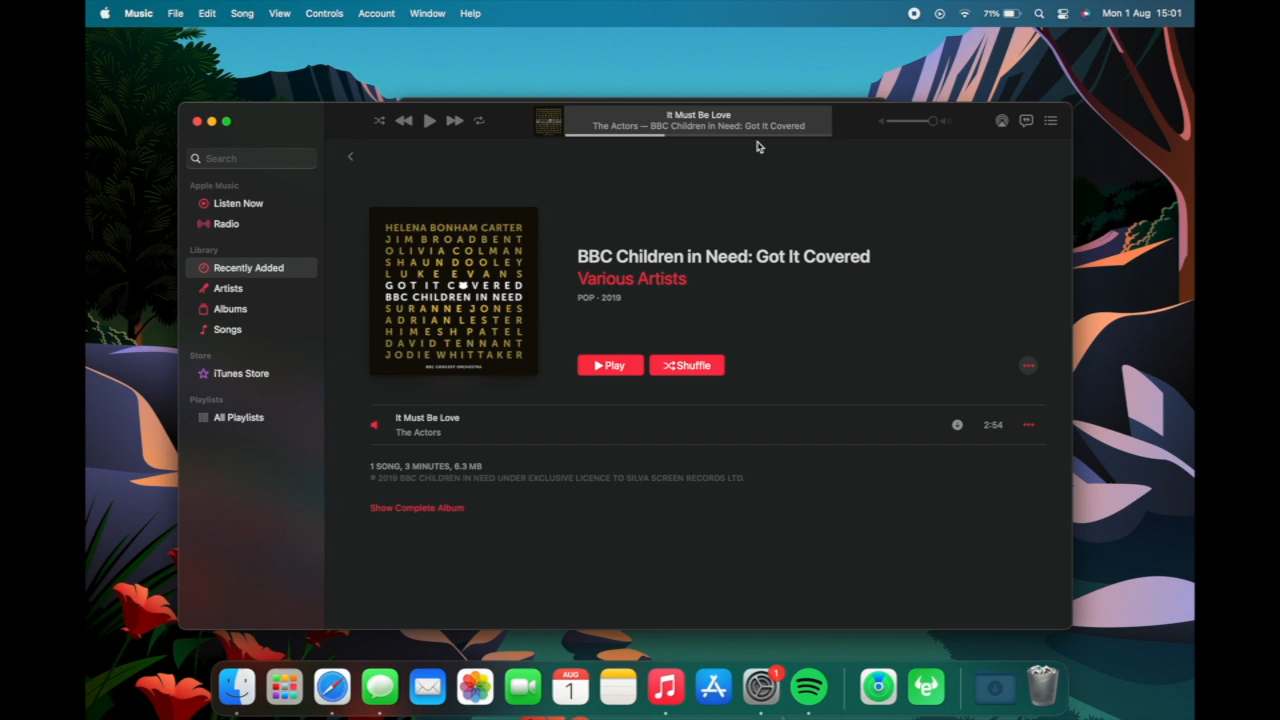 Music File Edit Song View Controls Account Window Help 71% Mon 1 Aug 15:01
It Must Be Love
The Actors — BBC Children in Need: Got It Covered
Search
Apple Music
Listen Now
Radio
Library
Recently Added
Artists
Albums
Songs
Store
iTunes Store
Playlists
All Playlists
HELENA BONHAM CARTER
JIM BROADBENT
OLIVIA COLMAN
SHAUN DOOLEY
LUKE EVANS
GOT IT COVERED
BBC CHILDREN IN NEED
SURANNE JONES
ADRIAN LESTER
HIMESH PATEL
DAVID TENNANT
JODIE WHITTAKER
BBC CONCERT ORCHESTRA
BBC Children in Need: Got It Covered
Various Artists
POP · 2019
Play Shuffle
It Must Be Love
The Actors
2:54
1 SONG, 3 MINUTES, 6.3 MB
℗ 2019 BBC CHILDREN IN NEED UNDER EXCLUSIVE LICENCE TO SILVA SCREEN RECORDS LTD.
Show Complete Album
AUG
1
1